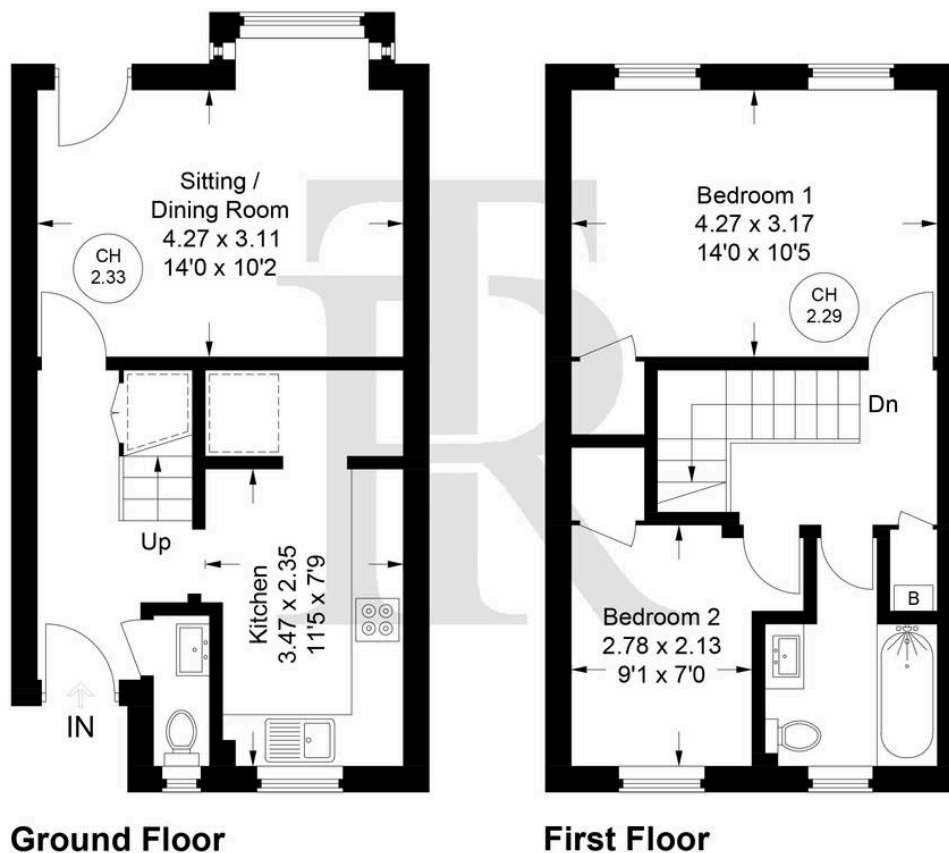 Sitting /
Dining Room
4.27 x 3.11
14'0 x 10'2
CH
2.33
Up
Kitchen
3.47 x 2.35
11'5 x 7'9
IN
Ground Floor
Bedroom 1
4.27 x 3.17
14'0 x 10'5
CH
2.29
Dn
B
Bedroom 2
2.78 x 2.13
9'1 x 7'0
First Floor
TR